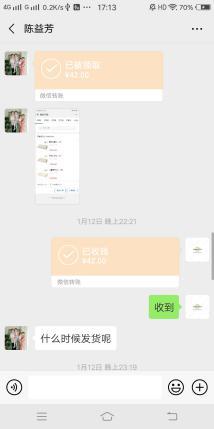 4G G 0.2K/s HD 70%
17:13
陈益芳
已被领取
¥42.00
微信转账
1月12日 晚上22:21
已收钱
¥42.00
微信转账
收到
什么时候发货呢
1月12日 晚上23:19